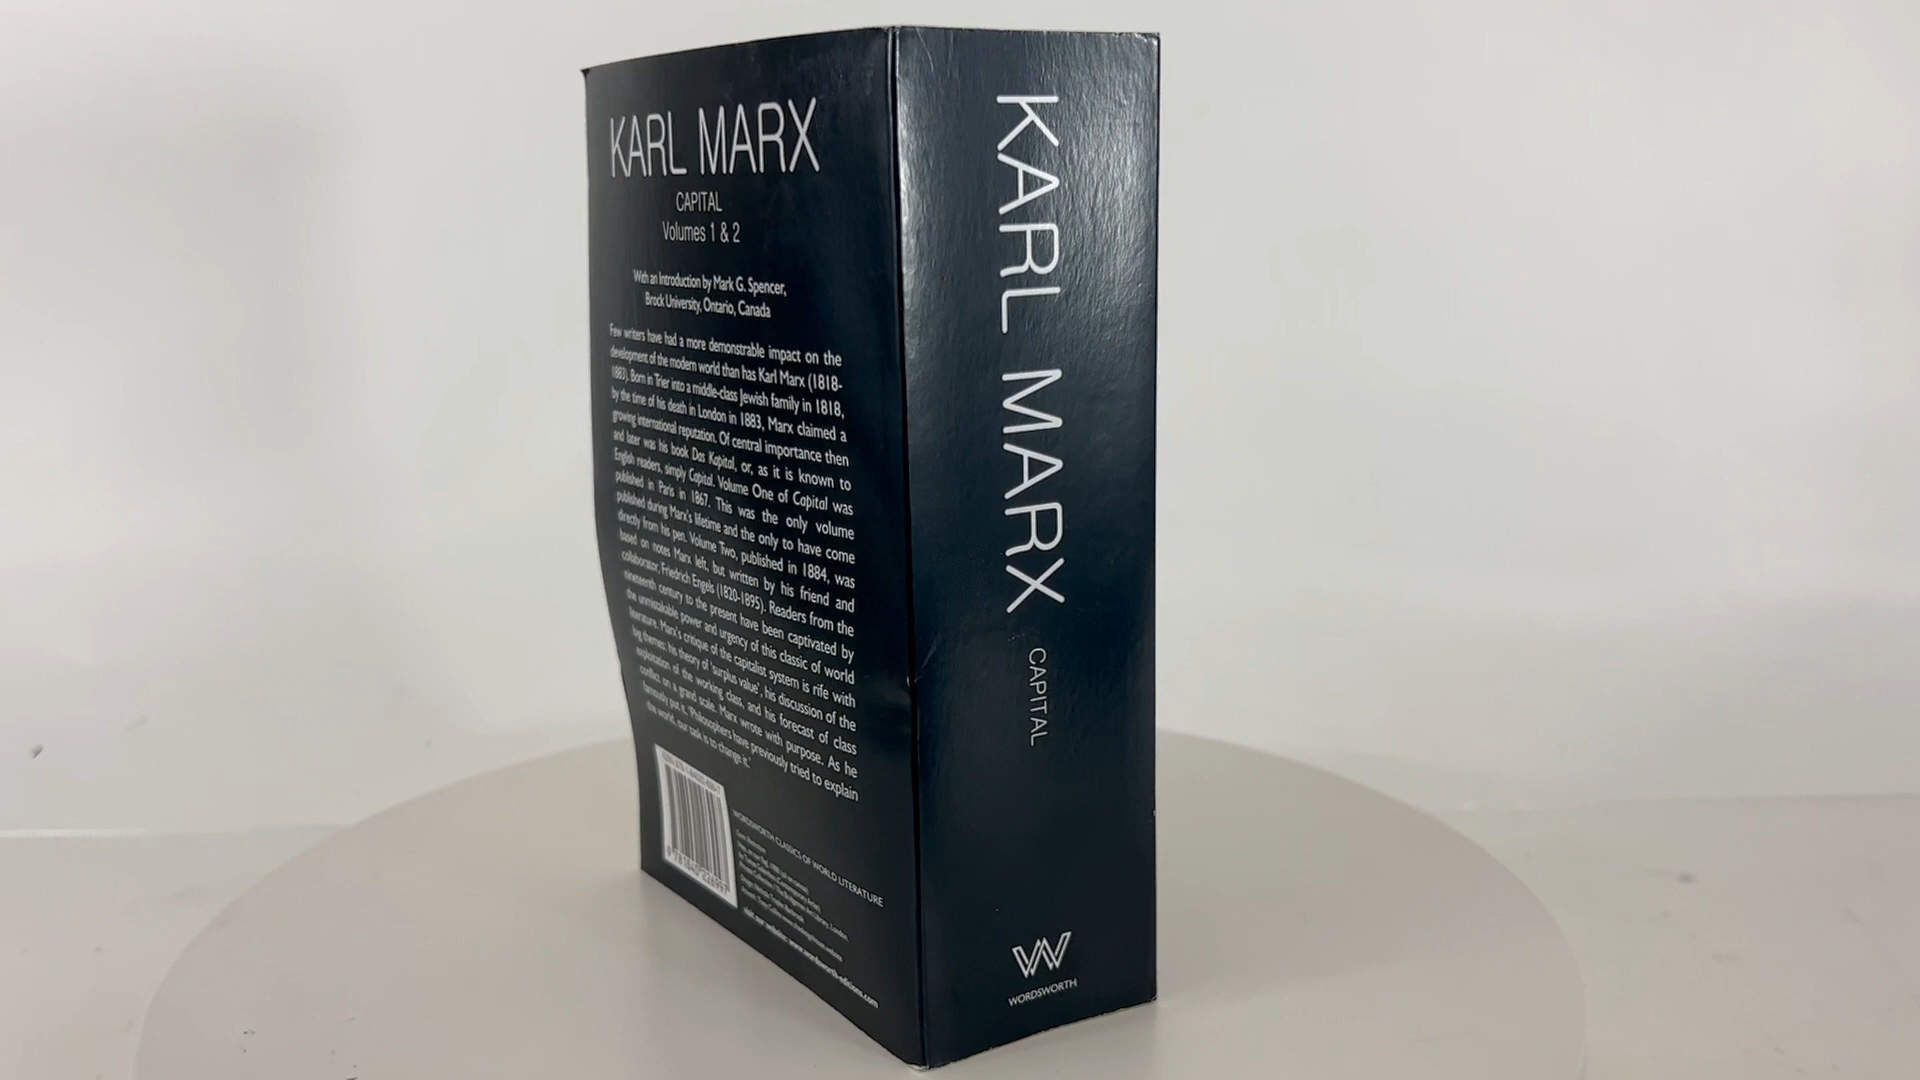 KARL MARX
CAPITAL
Volumes 1 & 2
With an Introduction by Mark G. Spencer,
Brock University, Ontario, Canada
Few writers have had a more demonstrable impact on the
development of the modern world than has Karl Marx (1818-
1883). Born in Trier into a middle-class Jewish family in 1818,
by the time of his death in London in 1883, Marx claimed a
growing international reputation. Of central importance then
and later was his book Das Kapital, or, as it is known to
English readers, simply Capital. Volume One of Capital was
published in Paris in 1867. This was the only volume
published during Marx's lifetime and the only to have come
directly from his pen. Volume Two, published in 1884, was
based on notes Marx left, but written by his friend and
collaborator, Friedrich Engels (1820-1895). Readers from the
nineteenth century to the present have been captivated by
the unmistakable power and urgency of this classic of world
literature. Marx's critique of the capitalist system is rife with
big themes: his theory of 'surplus value', his discussion of the
exploitation of the working class, and his forecast of class
conflict on a grand scale. Marx wrote with purpose. As he
famously put it, 'Philosophers have previously tried to explain
the world, our task is to change it.'
9 781840 226997
WORDSWORTH CLASSICS OF WORLD LITERATURE
visit our website: www.wordsworth-editions.com
KARL MARX CAPITAL
W
WORDSWORTH